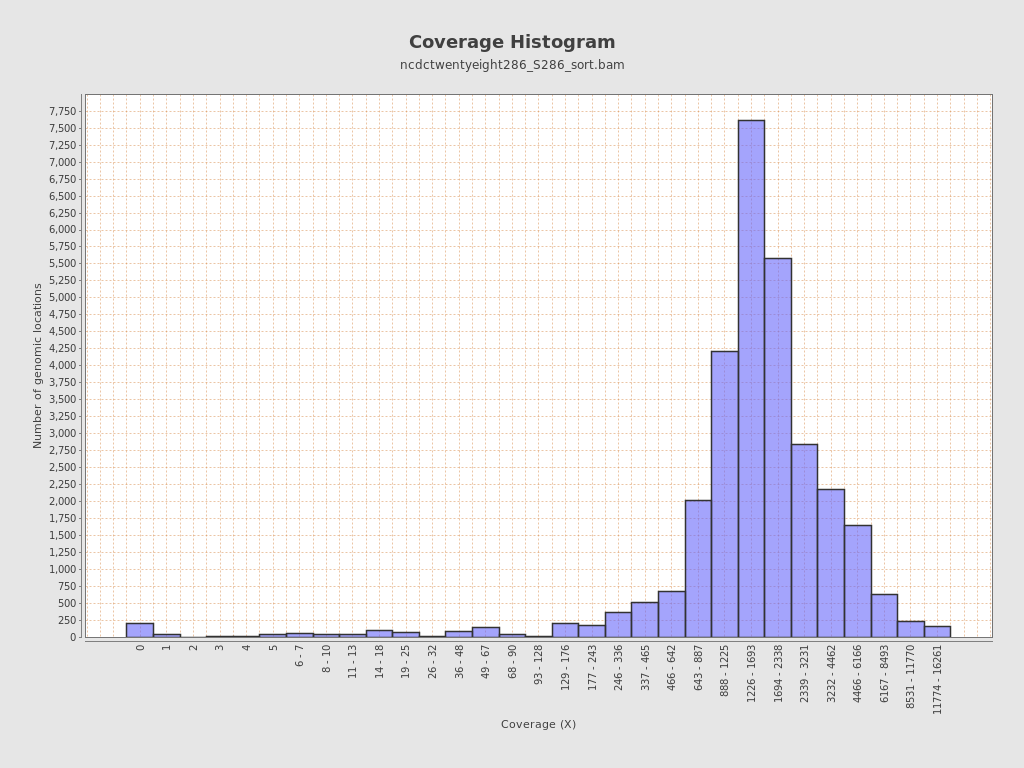 Coverage Histogram
ncdctwentyeight286_S286_sort.bam
Number of genomic locations
7,750
7,500
7,250
7,000
6,750
6,500
6,250
6,000
5,750
5,500
5,250
5,000
4,750
4,500
4,250
4,000
3,750
3,500
3,250
3,000
2,750
2,500
2,250
2,000
1,750
1,500
1,250
1,000
750
500
250
0
0
1
2
3
4
5
6 - 7
8 - 10
11 - 13
14 - 18
19 - 25
26 - 32
36 - 48
49 - 67
68 - 90
93 - 128
129 - 176
177 - 243
246 - 336
337 - 465
466 - 642
643 - 887
888 - 1225
1226 - 1693
1694 - 2338
2339 - 3231
3232 - 4462
4466 - 6166
6167 - 8493
8531 - 11770
11774 - 16261
Coverage (X)